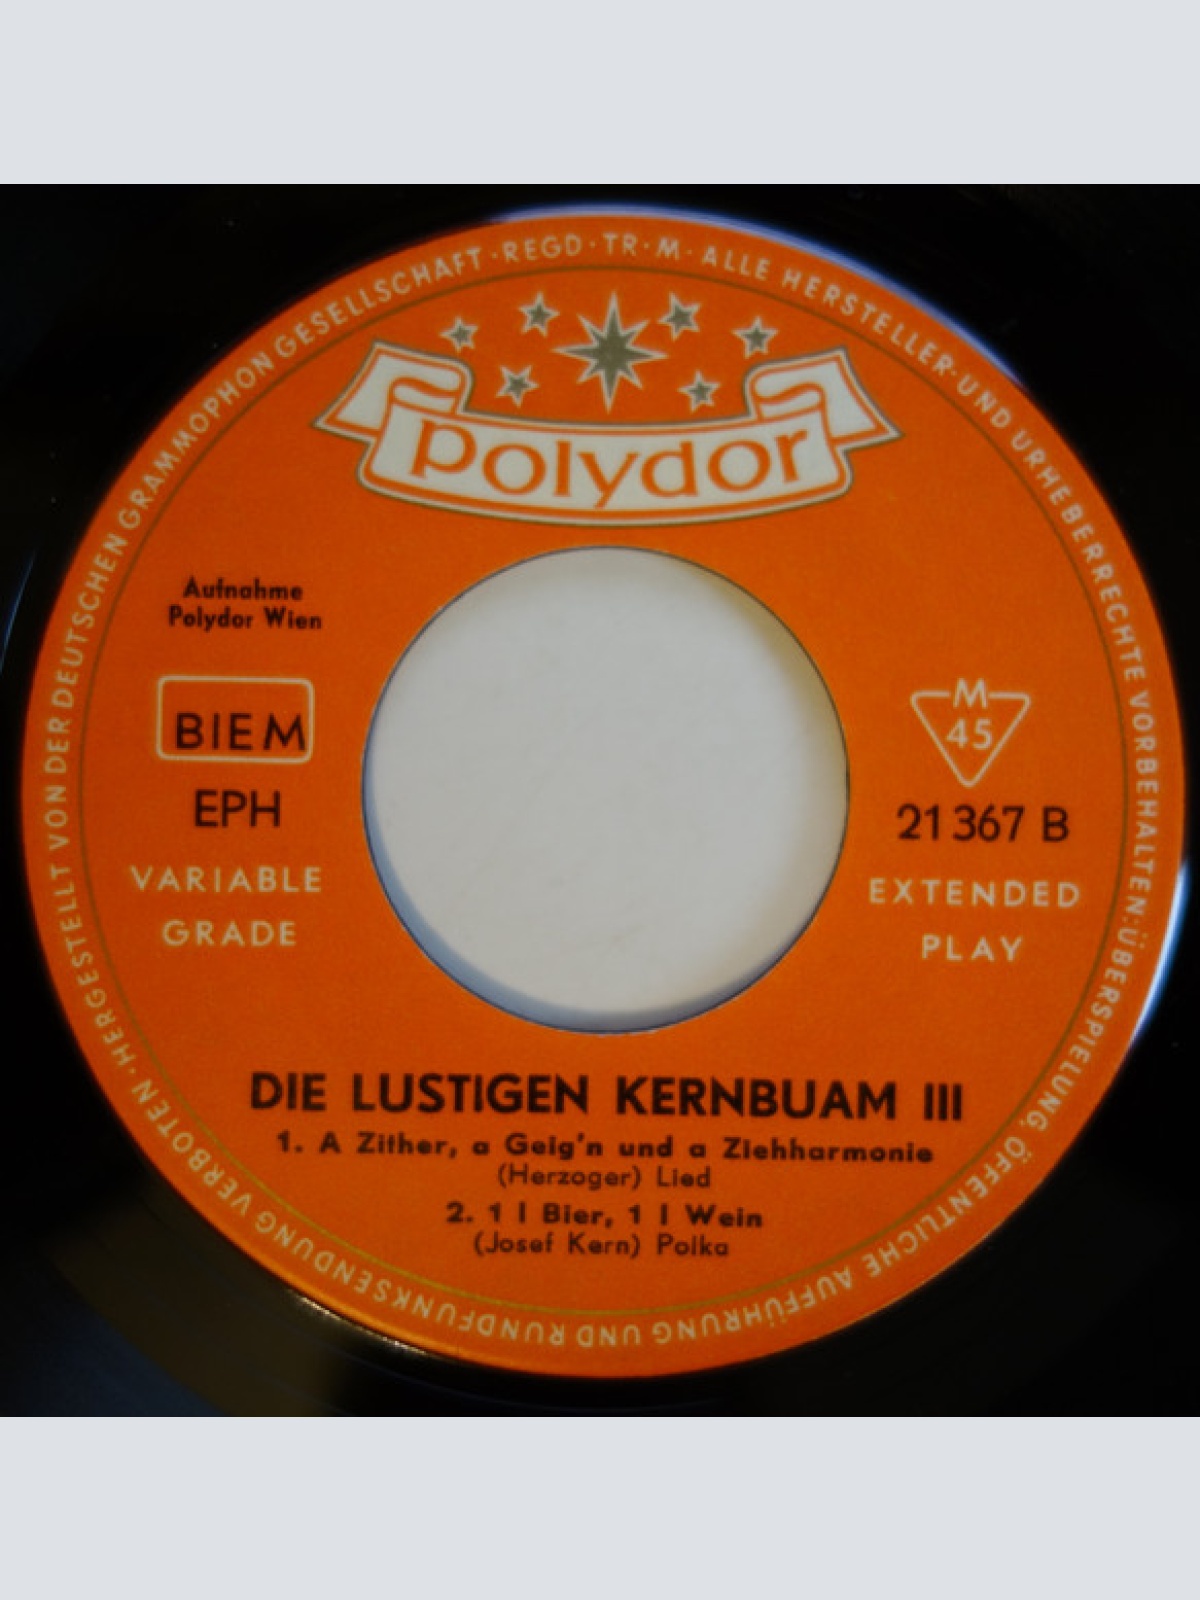 HERGESTELLT VON DER DEUTSCHEN GRAMMOPHON GESELLSCHAFT · REGD · TR · M · ALLE HERSTELLER- UND URHEBERRECHTE VORBEHALTEN: ÜBERSPIELUNG, ÖFFENTLICHE AUFFÜHRUNG UND RUNDFUNKSENDUNG VERBOTEN ·
polydor
Aufnahme
Polydor Wien
BIEM
EPH
VARIABLE
GRADE
M
45
21 367 B
EXTENDED
PLAY
DIE LUSTIGEN KERNBUAM III
1. A Zither, a Geig'n und a Ziehharmonie
(Herzoger) Lied
2. 1 l Bier, 1 l Wein
(Josef Kern) Polka